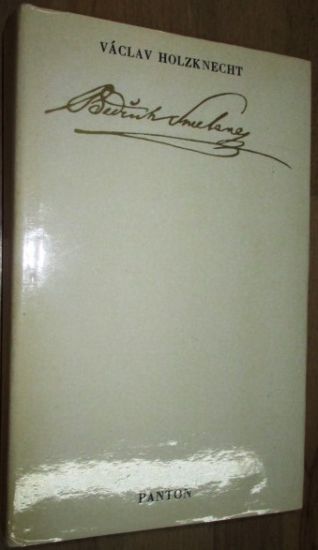 VÁCLAV HOLZKNECHT
Bedřich Smetana
PANTON